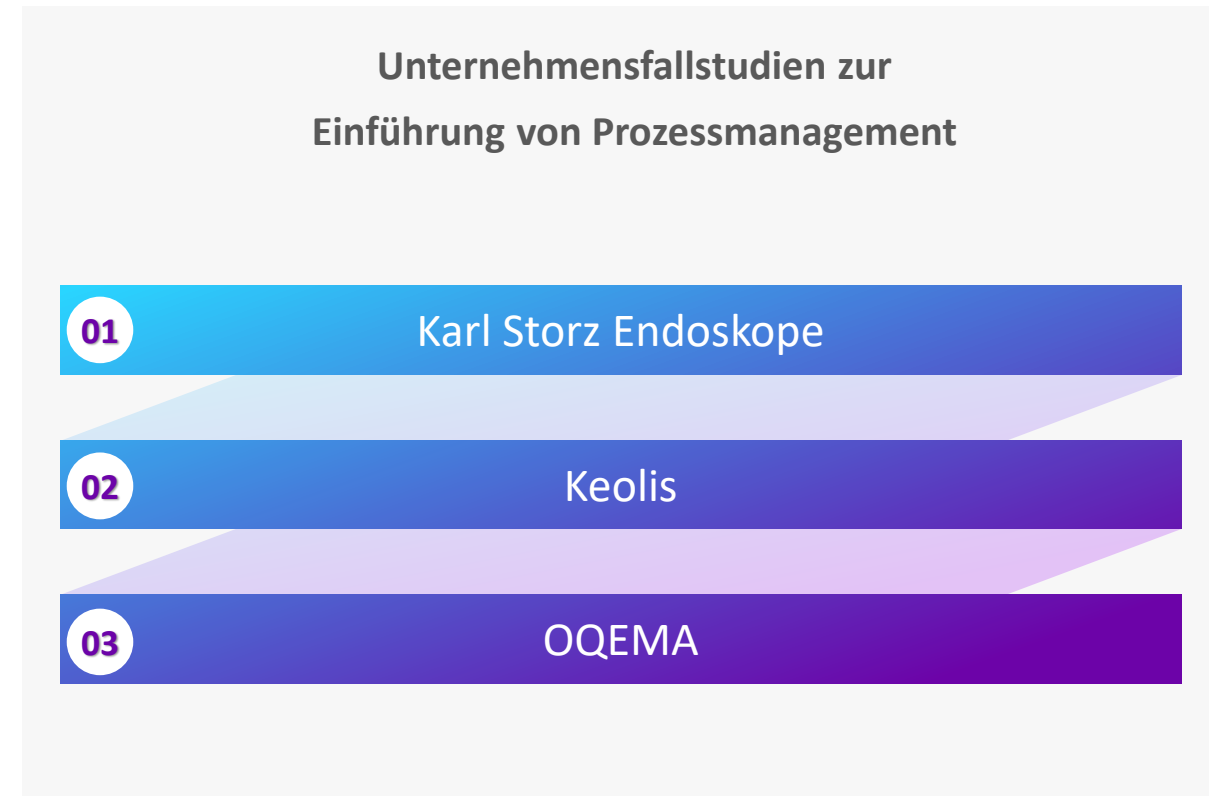 Unternehmensfallstudien zur
Einführung von Prozessmanagement
01 Karl Storz Endoskope
02 Keolis
03 OQEMA